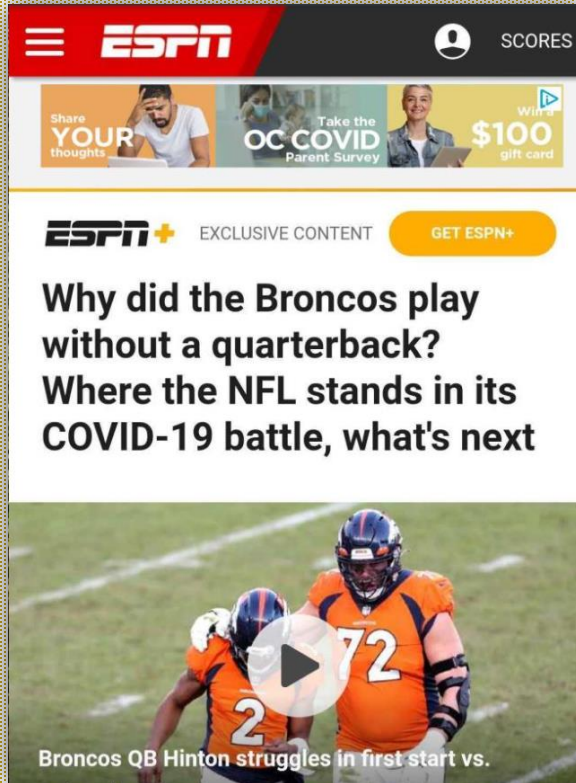 ESPN
SCORES
Share
YOUR
thoughts
Take the
OC COVID
Parent Survey
Win a
$100
gift card
ESPN+
EXCLUSIVE CONTENT
GET ESPN+
Why did the Broncos play
without a quarterback?
Where the NFL stands in its
COVID-19 battle, what's next
72
2
Broncos QB Hinton struggles in first start vs.